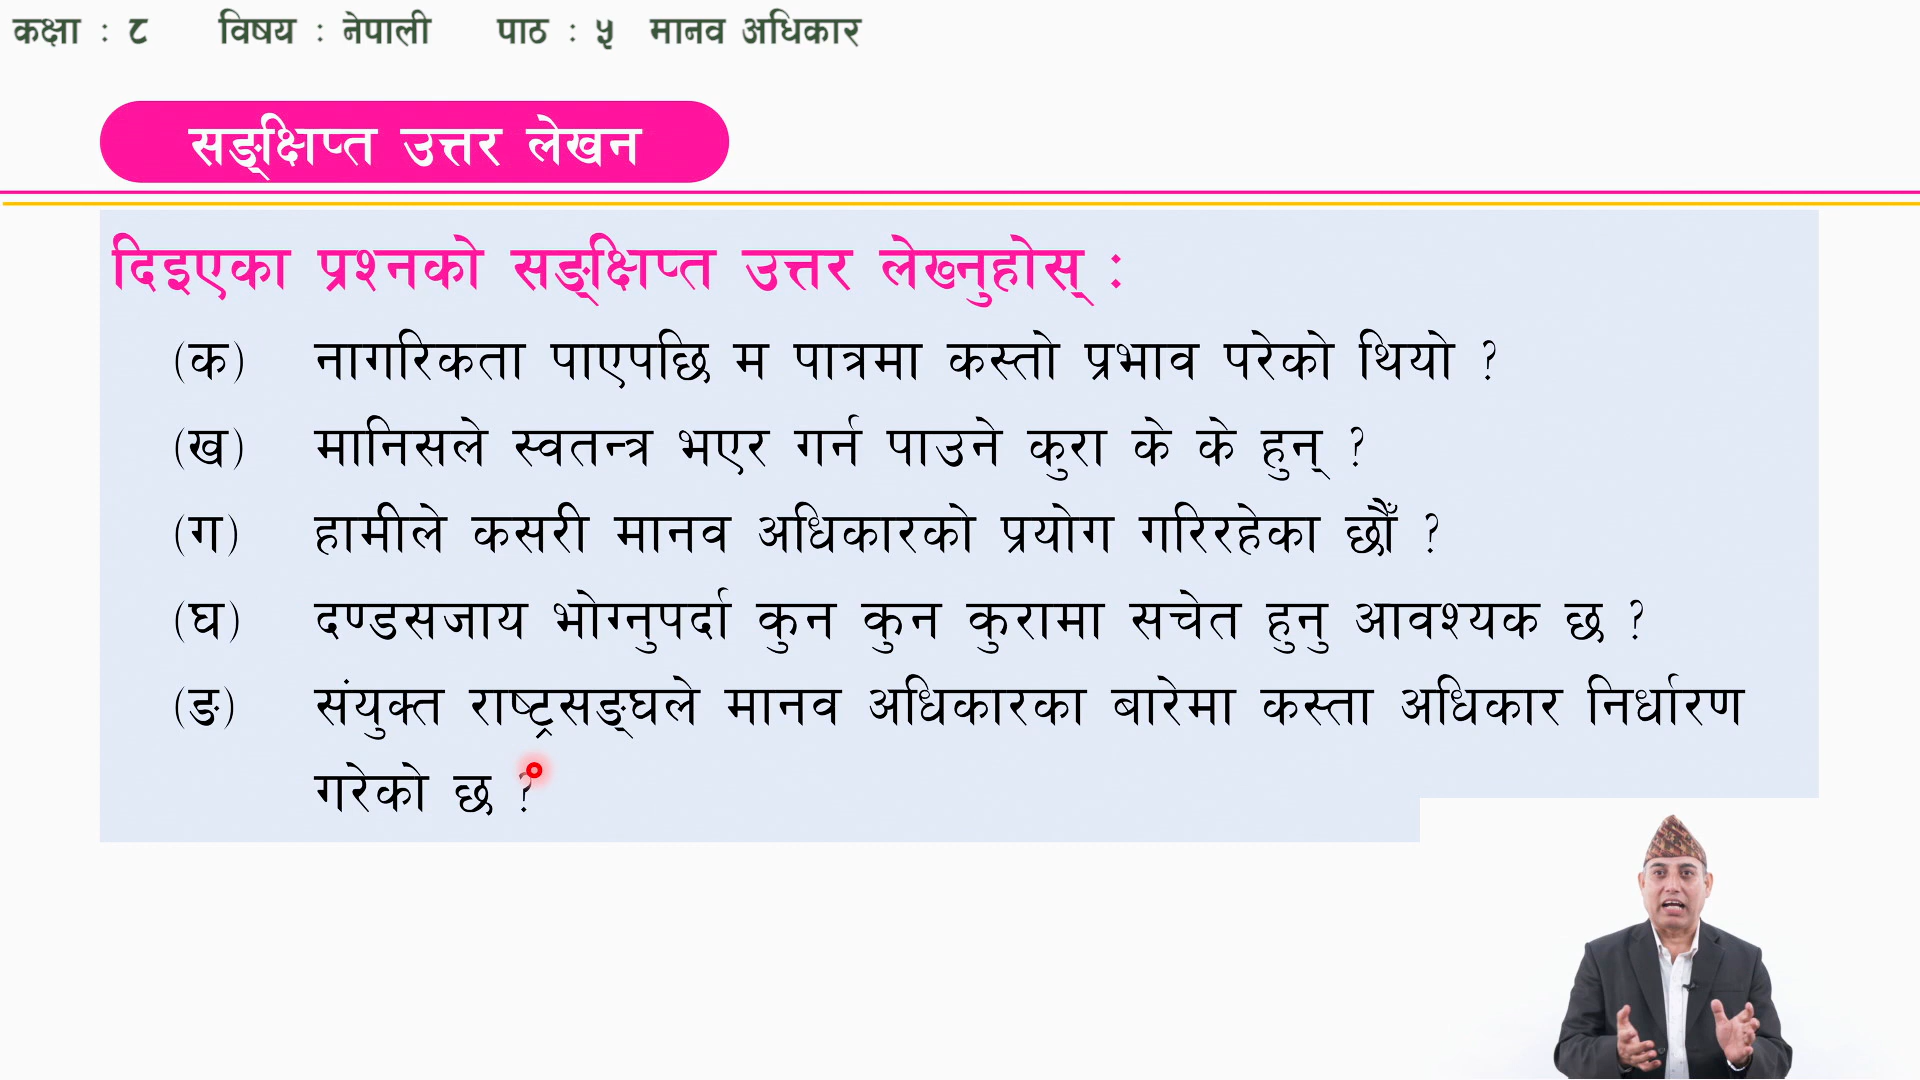 कक्षा : ८ विषय : नेपाली पाठ : ५ मानव अधिकार
सङ्क्षिप्त उत्तर लेखन
दिइएका प्रश्नको सङ्क्षिप्त उत्तर लेख्नुहोस् :
(क) नागरिकता पाएपछि म पात्रमा कस्तो प्रभाव परेको थियो ?
(ख) मानिसले स्वतन्त्र भएर गर्न पाउने कुरा के के हुन् ?
(ग) हामीले कसरी मानव अधिकारको प्रयोग गरिरहेका छौँ ?
(घ) दण्डसजाय भोग्नुपर्दा कुन कुन कुरामा सचेत हुनु आवश्यक छ ?
(ङ) संयुक्त राष्ट्रसङ्घले मानव अधिकारका बारेमा कस्ता अधिकार निर्धारण
गरेको छ ?